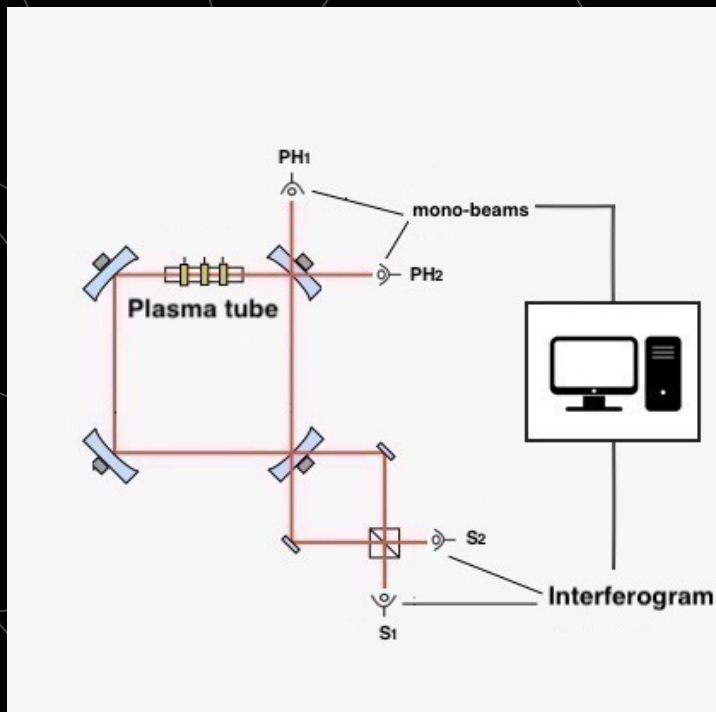 PH1
mono-beams
PH2
Plasma tube
S2
Interferogram
S1